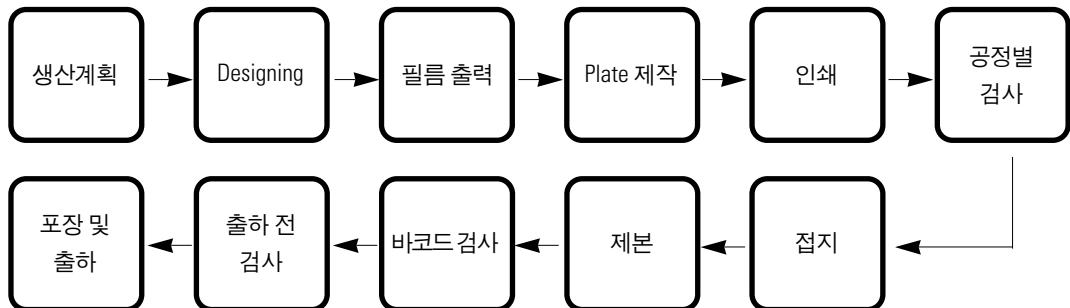 생산계획
Designing
필름 출력
Plate 제작
인쇄
공정별
검사
접지
제본
바코드 검사
출하 전
검사
포장 및
출하